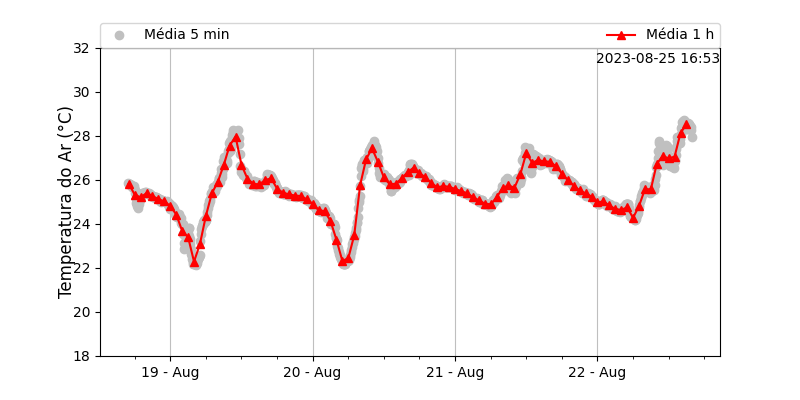 Média 5 min
Média 1 h
2023-08-25 16:53
Temperatura do Ar (°C)
32
30
28
26
24
22
20
18
19 - Aug
20 - Aug
21 - Aug
22 - Aug